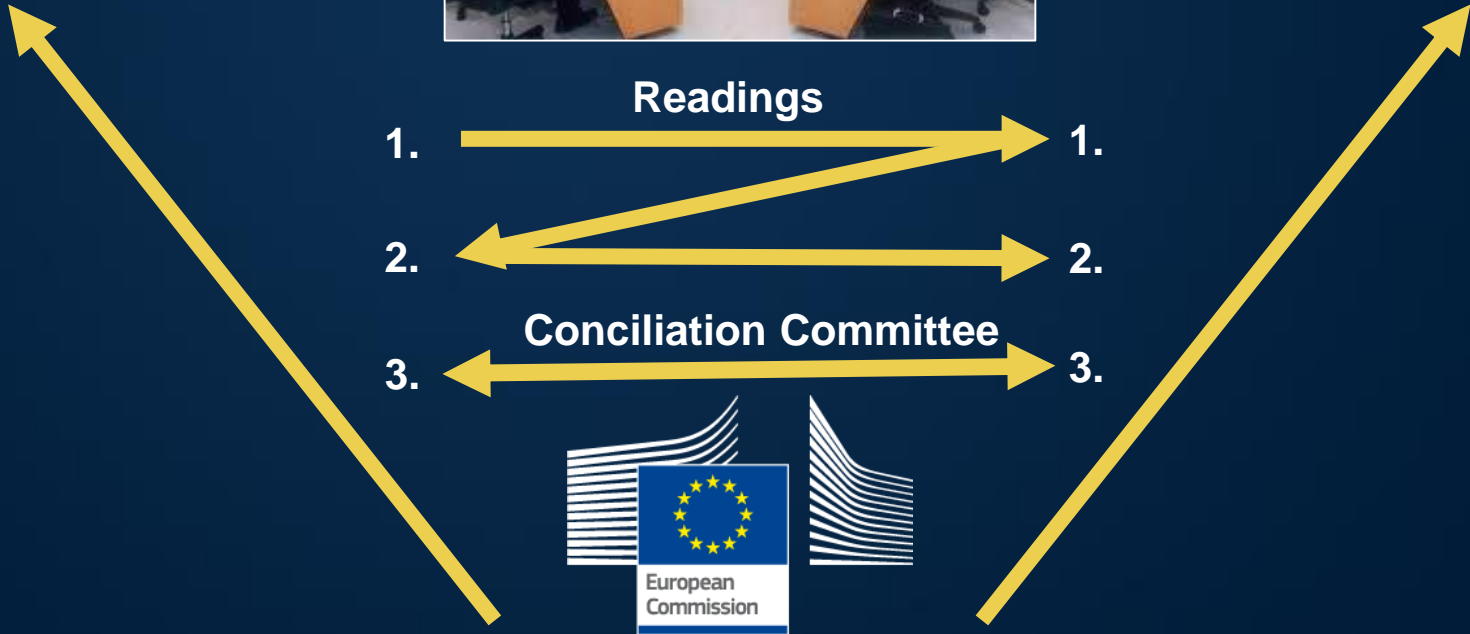 Readings
1. 1.
2. 2.
Conciliation Committee
3. 3.
European
Commission